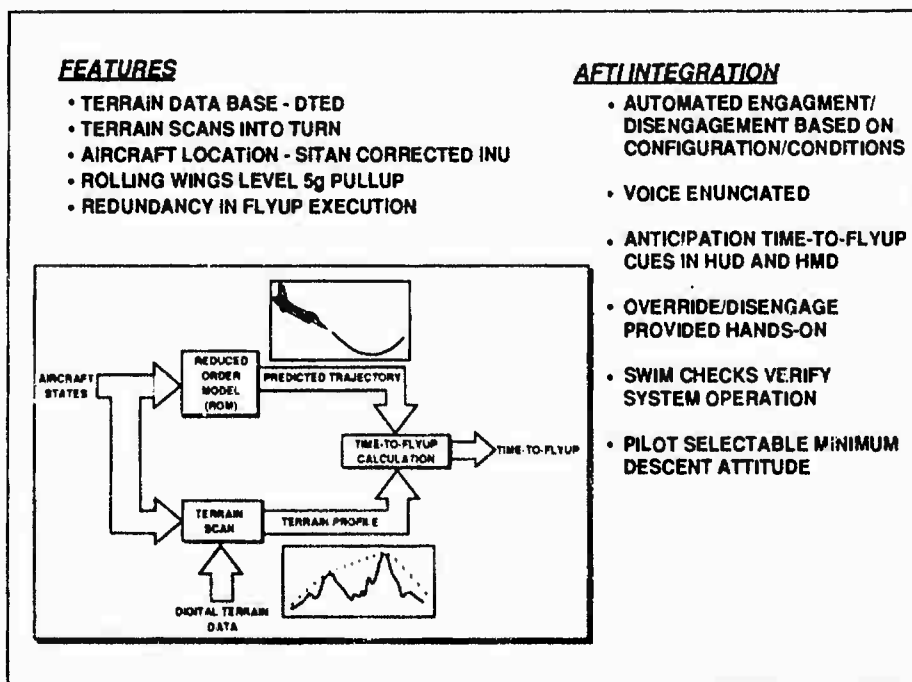 FEATURES
• TERRAIN DATA BASE - DTED
• TERRAIN SCANS INTO TURN
• AIRCRAFT LOCATION - SITAN CORRECTED INU
• ROLLING WINGS LEVEL 5g PULLUP
• REDUNDANCY IN FLYUP EXECUTION
AFTI INTEGRATION
• AUTOMATED ENGAGMENT/
DISENGAGEMENT BASED ON
CONFIGURATION/CONDITIONS
• VOICE ENUNCIATED
• ANTICIPATION TIME-TO-FLYUP
CUES IN HUD AND HMD
• OVERRIDE/DISENGAGE
PROVIDED HANDS-ON
• SWIM CHECKS VERIFY
SYSTEM OPERATION
• PILOT SELECTABLE MINIMUM
DESCENT ATTITUDE
AIRCRAFT
STATES
REDUCED
ORDER
MODEL
(ROM)
PREDICTED TRAJECTORY
TIME-TO-FLYUP
CALCULATION
TIME-TO-FLYUP
TERRAIN
SCAN
TERRAIN PROFILE
DIGITAL TERRAIN
DATA